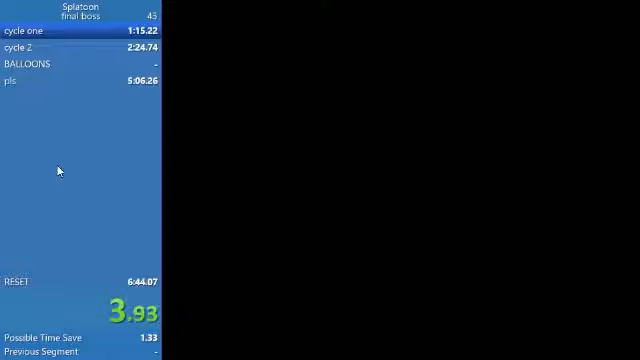 Splatoon
final boss 45
cycle one 1:15.22
cycle 2 2:24.74
BALLOONS -
pls 5:06.26
RESET 6:44.07
3.93
Possible Time Save 1.33
Previous Segment -